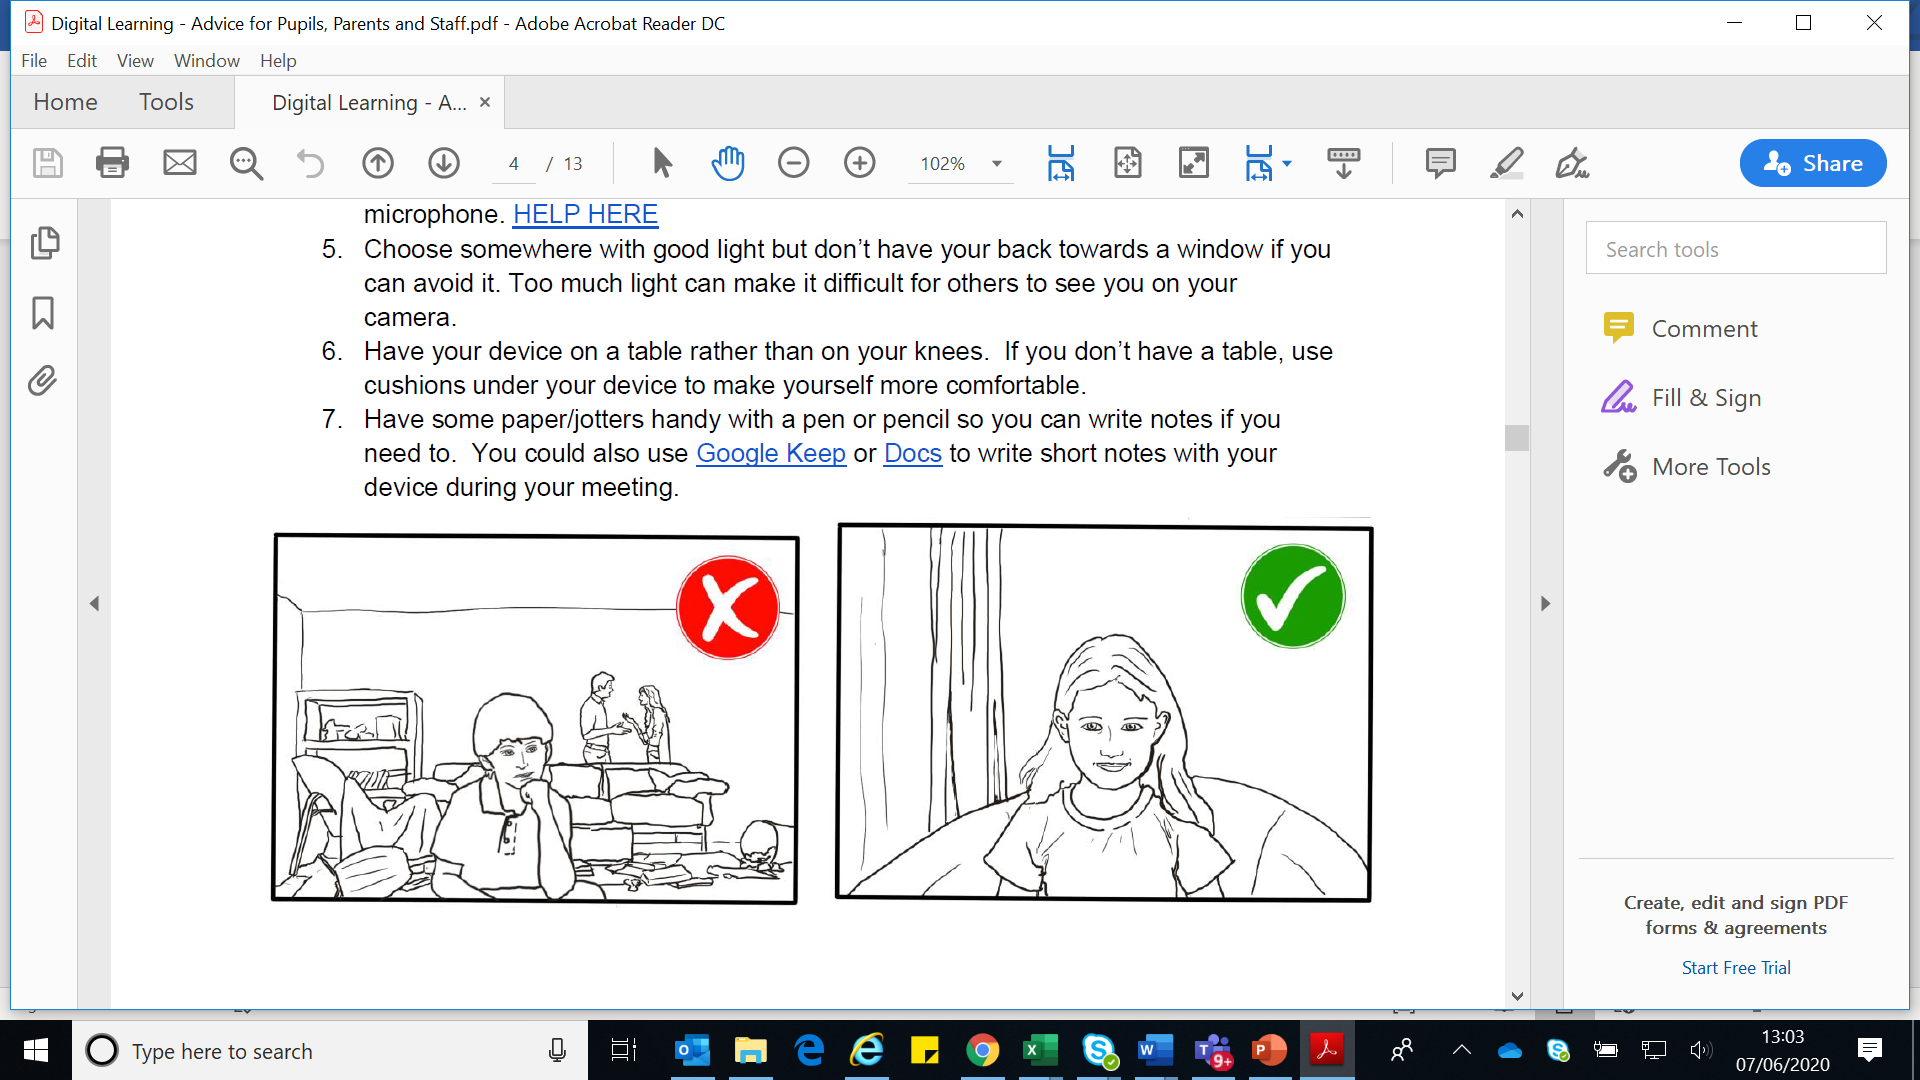 Digital Learning - Advice for Pupils, Parents and Staff.pdf - Adobe Acrobat Reader DC
File Edit View Window Help
Home Tools Digital Learning - A... ×
4 / 13 102% Share
microphone. HELP HERE
5. Choose somewhere with good light but don’t have your back towards a window if you
can avoid it. Too much light can make it difficult for others to see you on your
camera.
6. Have your device on a table rather than on your knees. If you don’t have a table, use
cushions under your device to make yourself more comfortable.
7. Have some paper/jotters handy with a pen or pencil so you can write notes if you
need to. You could also use Google Keep or Docs to write short notes with your
device during your meeting.
Search tools
Comment
Fill & Sign
More Tools
Create, edit and sign PDF
forms & agreements
Start Free Trial
Type here to search
9+
13:03
07/06/2020